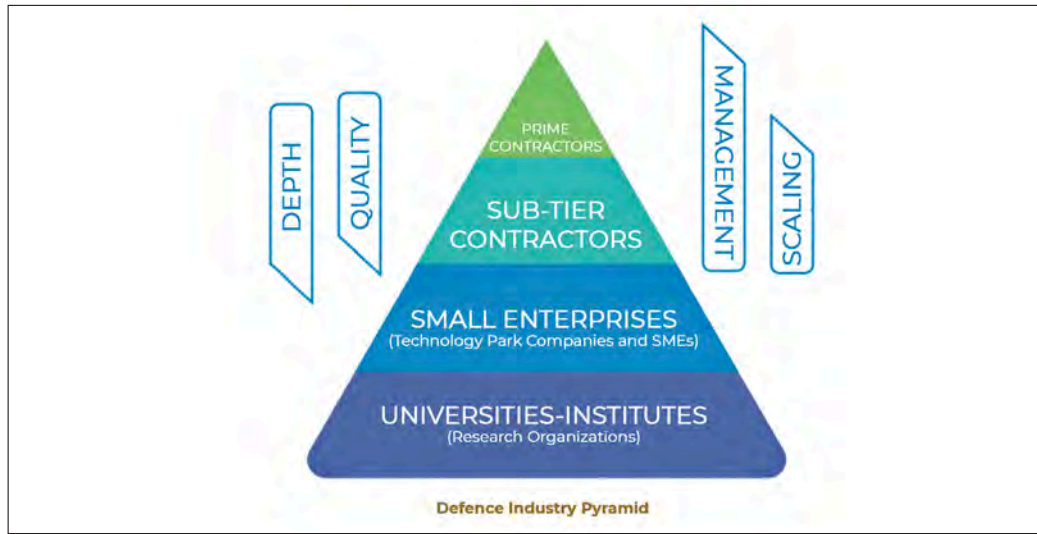 DEPTH
QUALITY
PRIME
CONTRACTORS
SUB-TIER
CONTRACTORS
SMALL ENTERPRISES
(Technology Park Companies and SMEs)
UNIVERSITIES-INSTITUTES
(Research Organizations)
MANAGEMENT
SCALING
Defence Industry Pyramid